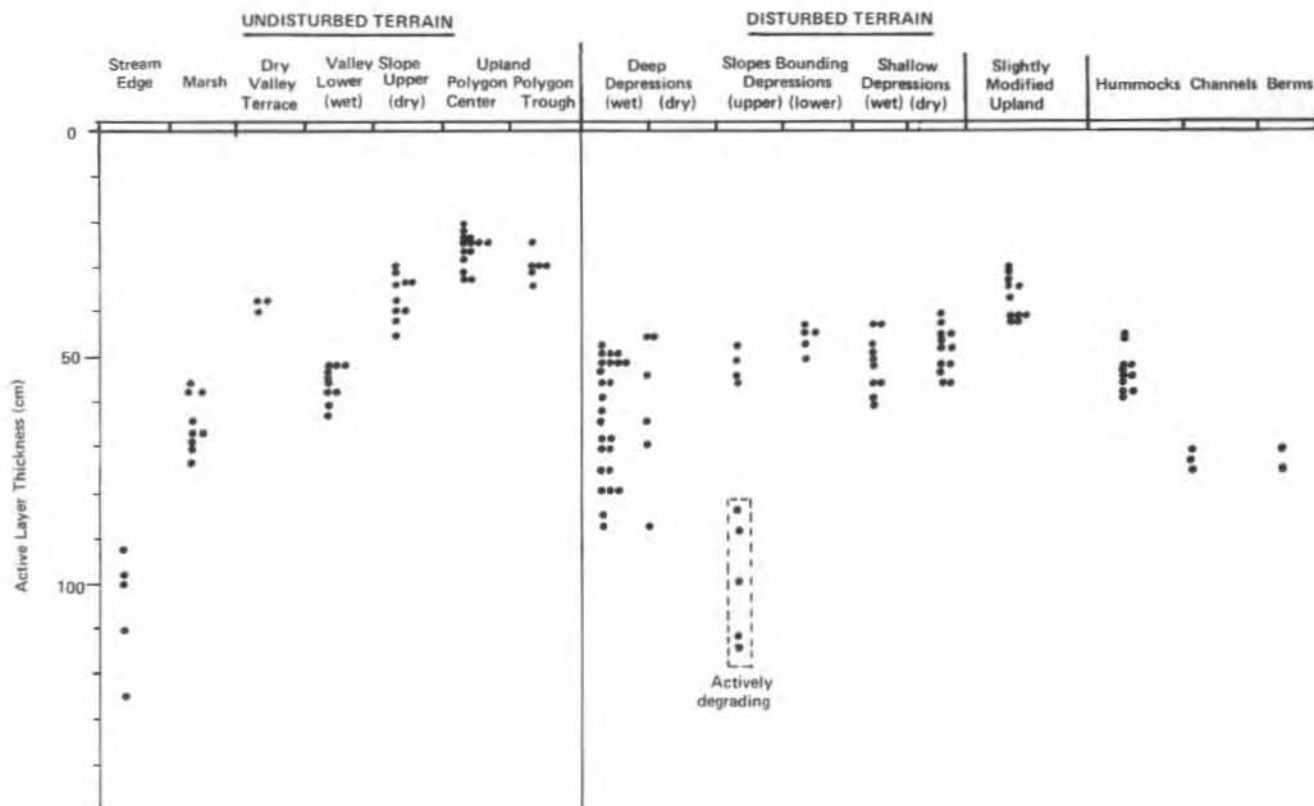 UNDISTURBED TERRAIN
DISTURBED TERRAIN
Stream
Edge
Marsh
Dry
Valley
Terrace
Valley Slope
Lower Upper
(wet) (dry)
Upland
Polygon Polygon
Center Trough
Deep
Depressions
(wet) (dry)
Slopes Bounding
Depressions
(upper) (lower)
Shallow
Depressions
(wet) (dry)
Slightly
Modified
Upland
Hummocks
Channels
Berms
0
50
100
Active Layer Thickness (cm)
Actively
degrading